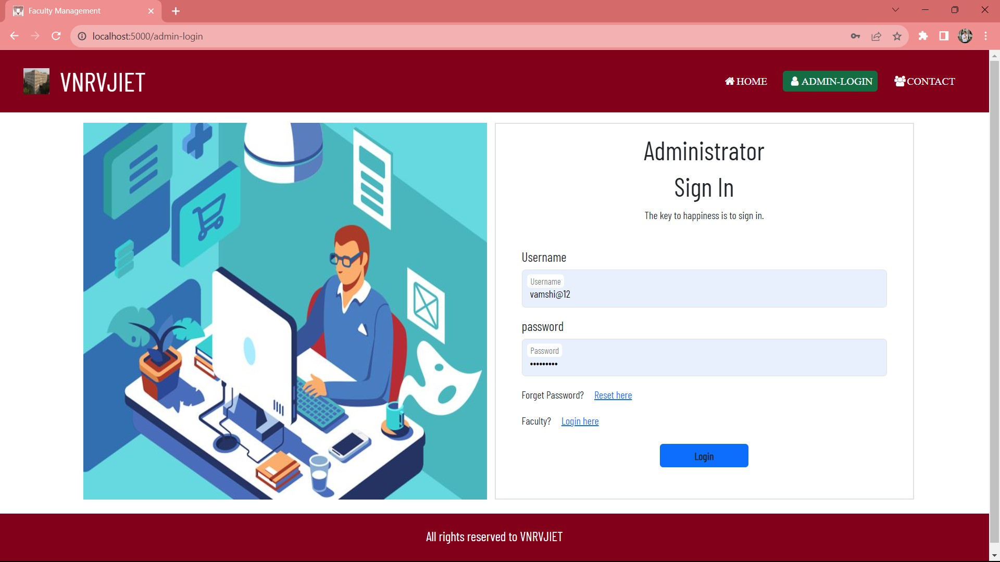 Faculty Management
localhost:5000/admin-login
VNRVJIET
HOME
ADMIN-LOGIN
CONTACT
Administrator
Sign In
The key to happiness is to sign in.
Username
Username
vamshi@12
password
Password
•••••••••
Forget Password? Reset here
Faculty? Login here
Login
All rights reserved to VNRVJIET